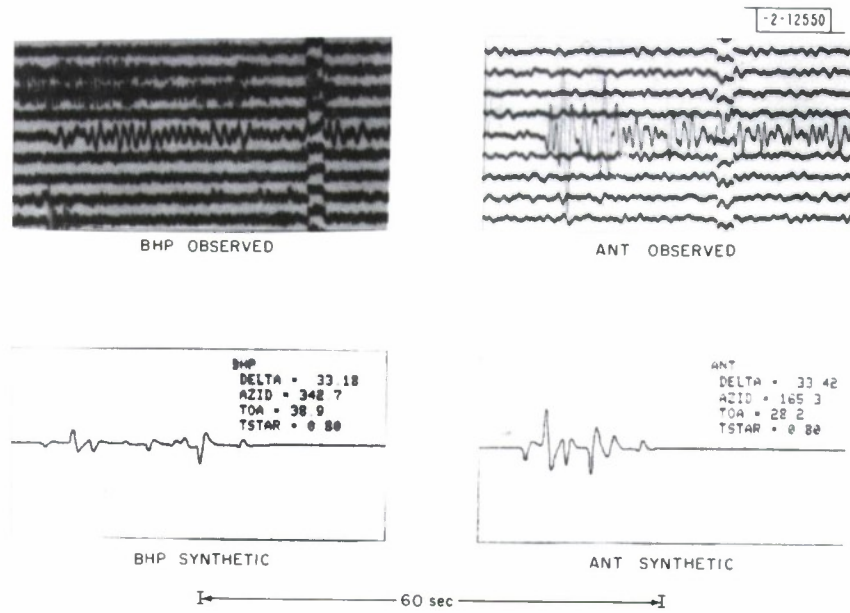 -2-12550
BHP OBSERVED
ANT OBSERVED
BHP
DELTA = 33.18
AZID = 342.7
TOA = 38.9
TSTAR = 0 80
ANT
DELTA = 33 42
AZID = 165 3
TOA = 28.2
TSTAR = 0 80
BHP SYNTHETIC
ANT SYNTHETIC
60 sec